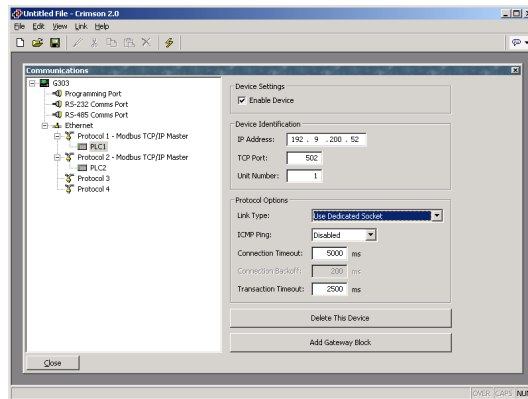 Untitled File - Crimson 2.0
File Edit View Link Help
Communications
G303
Programming Port
RS-232 Comms Port
RS-485 Comms Port
Ethernet
Protocol 1 - Modbus TCP/IP Master
PLC1
Protocol 2 - Modbus TCP/IP Master
PLC2
Protocol 3
Protocol 4
Device Settings
Enable Device
Device Identification
IP Address: 192 . 9 .200 . 52
TCP Port: 502
Unit Number: 1
Protocol Options
Link Type: Use Dedicated Socket
ICMP Ping: Disabled
Connection Timeout: 5000 ms
Connection Backoff: 200 ms
Transaction Timeout: 2500 ms
Delete This Device
Add Gateway Block
Close
OVER CAPS NUM